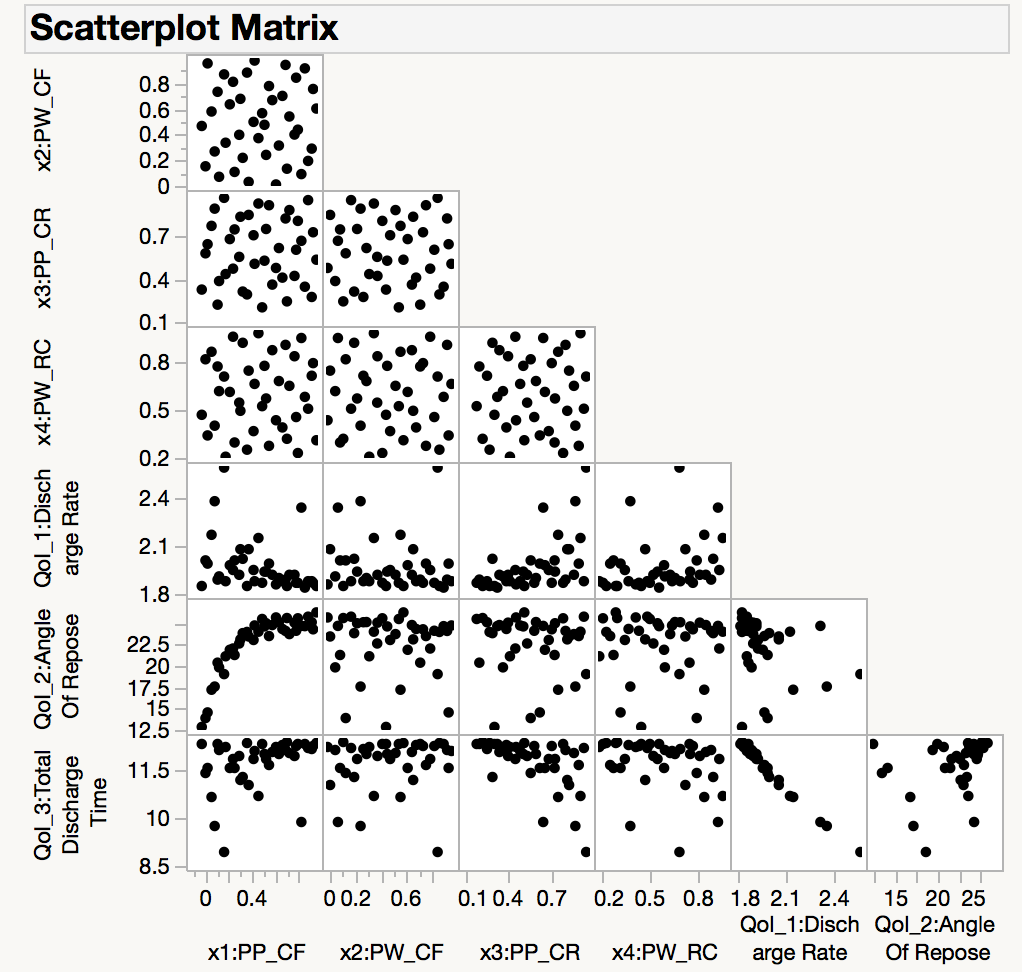 Scatterplot Matrix
x2:PW_CF
0.8
0.6
0.4
0.2
0
x3:PP_CR
0.7
0.4
0.1
x4:PW_RC
0.8
0.5
0.2
QoI_1:Disch
arge Rate
2.4
2.1
1.8
QoI_2:Angle
Of Repose
22.5
20
17.5
15
12.5
QoI_3:Total
Discharge
Time
11.5
10
8.5
0 0.4 0 0.2 0.6 0.1 0.4 0.7 0.2 0.5 0.8 1.8 2.1 2.4 15 20 25
x1:PP_CF x2:PW_CF x3:PP_CR x4:PW_RC QoI_1:Disch
arge Rate QoI_2:Angle
Of Repose